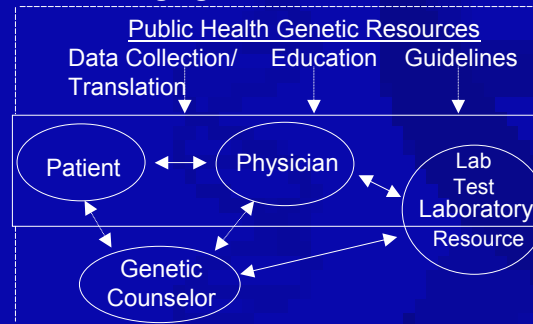 Public Health Genetic Resources
Data Collection/ Education Guidelines
Translation
Patient
Physician
Lab
Test
Laboratory
Resource
Genetic
Counselor